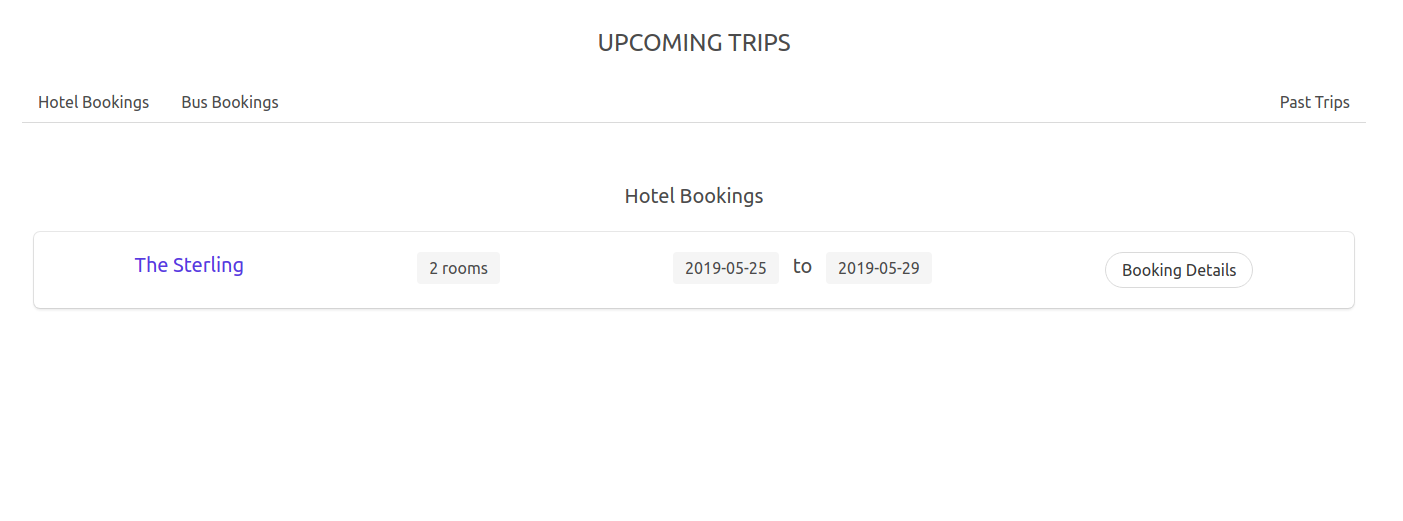 UPCOMING TRIPS
Hotel Bookings Bus Bookings Past Trips
Hotel Bookings
The Sterling 2 rooms 2019-05-25 to 2019-05-29 Booking Details